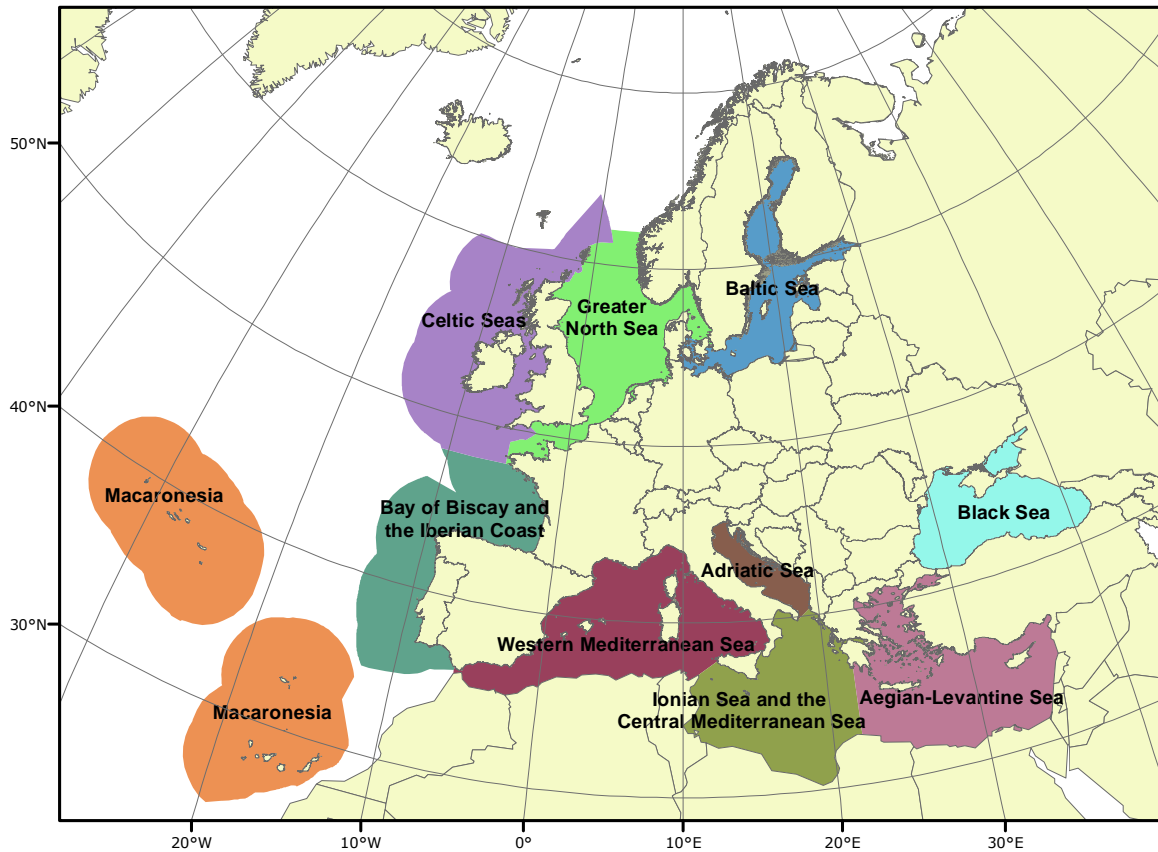 50°N
40°N
30°N
Celtic Seas
Greater
North Sea
Baltic Sea
Macaronesia
Bay of Biscay and
the Iberian Coast
Black Sea
Adriatic Sea
Western Mediterranean Sea
Ionian Sea and the
Central Mediterranean Sea
Aegian-Levantine Sea
Macaronesia
20°W
10°W
0°
10°E
20°E
30°E